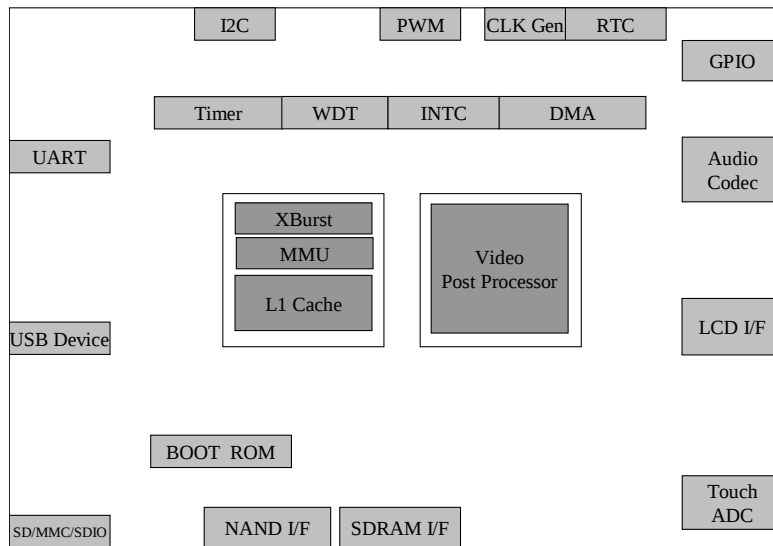 I2C
PWM
CLK Gen
RTC
GPIO
Timer
WDT
INTC
DMA
UART
Audio
Codec
XBurst
MMU
L1 Cache
Video
Post Processor
USB Device
LCD I/F
BOOT ROM
Touch
ADC
SD/MMC/SDIO
NAND I/F
SDRAM I/F